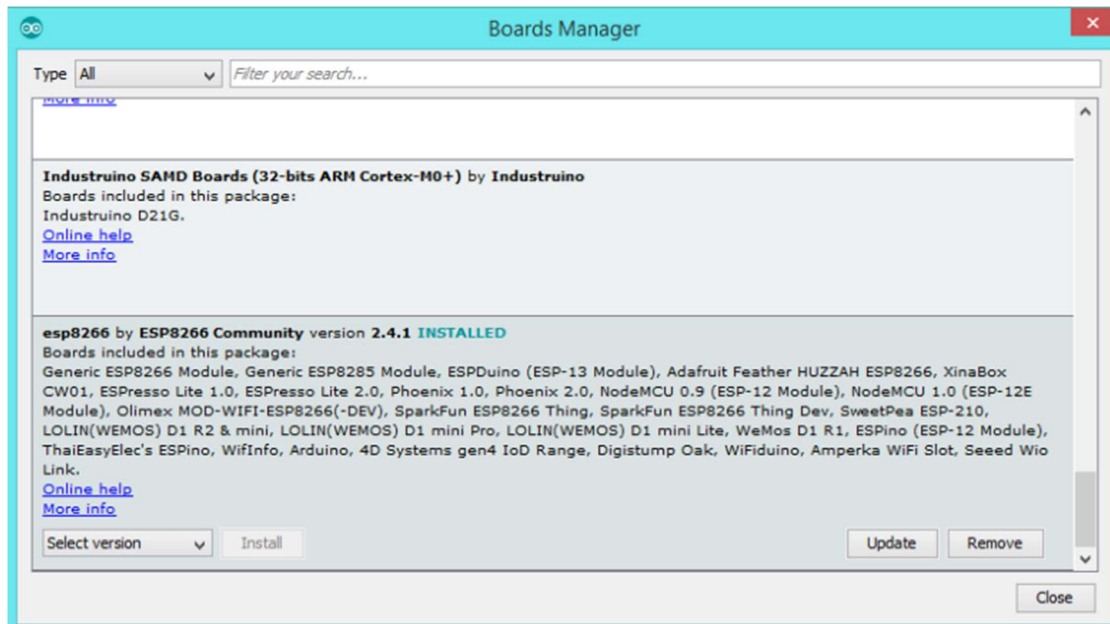 Boards Manager
Type All Filter your search...
More info
Industruino SAMD Boards (32-bits ARM Cortex-M0+) by Industruino
Boards included in this package:
Industruino D21G.
Online help
More info
esp8266 by ESP8266 Community version 2.4.1 INSTALLED
Boards included in this package:
Generic ESP8266 Module, Generic ESP8285 Module, ESPDuino (ESP-13 Module), Adafruit Feather HUZZAH ESP8266, XinaBox
CW01, ESPresso Lite 1.0, ESPresso Lite 2.0, Phoenix 1.0, Phoenix 2.0, NodeMCU 0.9 (ESP-12 Module), NodeMCU 1.0 (ESP-12E
Module), Olimex MOD-WIFI-ESP8266(-DEV), SparkFun ESP8266 Thing, SparkFun ESP8266 Thing Dev, SweetPea ESP-210,
LOLIN(WEMOS) D1 R2 & mini, LOLIN(WEMOS) D1 mini Pro, LOLIN(WEMOS) D1 mini Lite, WeMos D1 R1, ESPino (ESP-12 Module),
ThaiEasyElec's ESPino, WifInfo, Arduino, 4D Systems gen4 IoD Range, Digistump Oak, WiFiduino, Amperka WiFi Slot, Seeed Wio
Link.
Online help
More info
Select version Install Update Remove
Close